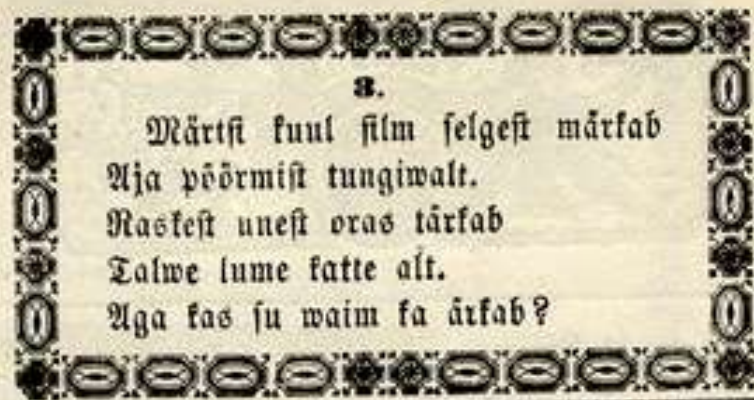 3.
Märtsi kuul silm selgest märkab
Aja pöörmist tungiwalt.
Raskest unest oras tärkab
Talwe lume katte alt.
Aga kas su waim ka ärkab?